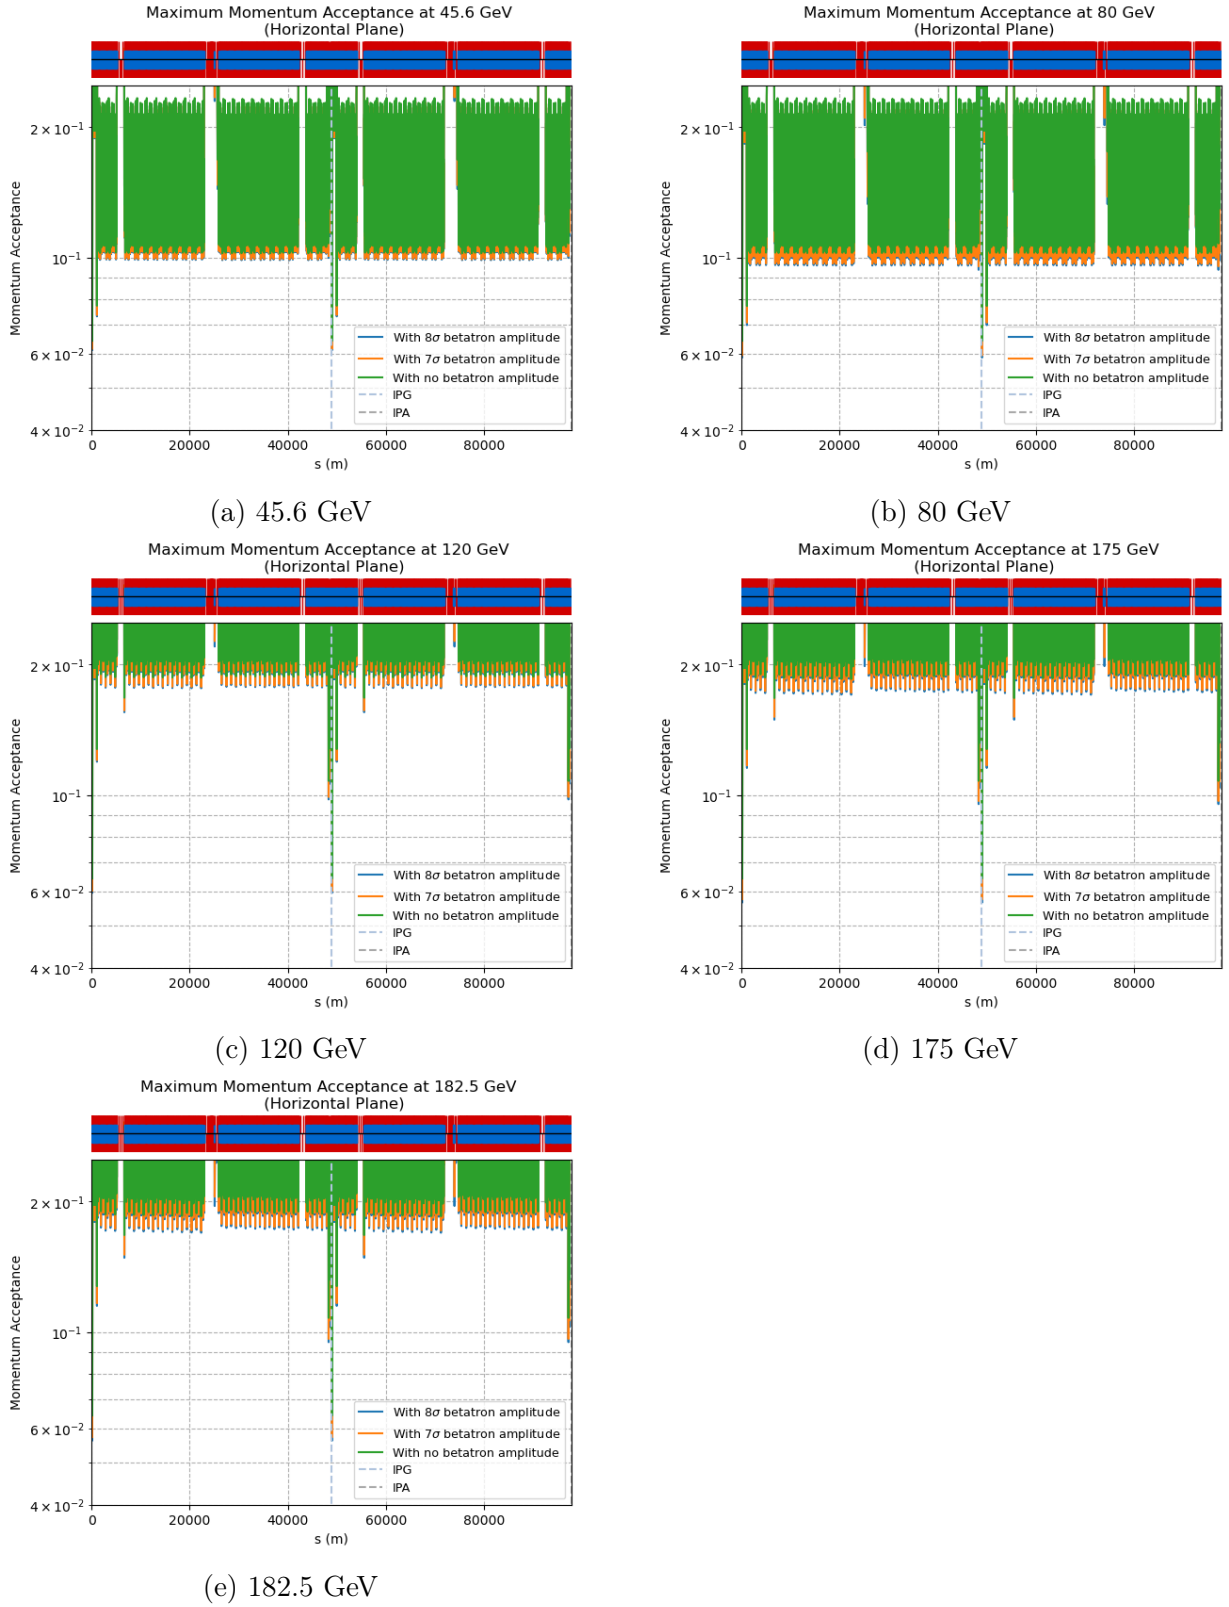 Maximum Momentum Acceptance at 45.6 GeV
(Horizontal Plane)
2 × 10⁻¹
10⁻¹
6 × 10⁻²
4 × 10⁻²
Momentum Acceptance
With 8σ betatron amplitude
With 7σ betatron amplitude
With no betatron amplitude
IPG
IPA
0 20000 40000 60000 80000
s (m)
(a) 45.6 GeV
Maximum Momentum Acceptance at 80 GeV
(Horizontal Plane)
2 × 10⁻¹
10⁻¹
6 × 10⁻²
4 × 10⁻²
Momentum Acceptance
With 8σ betatron amplitude
With 7σ betatron amplitude
With no betatron amplitude
IPG
IPA
0 20000 40000 60000 80000
s (m)
(b) 80 GeV
Maximum Momentum Acceptance at 120 GeV
(Horizontal Plane)
2 × 10⁻¹
10⁻¹
6 × 10⁻²
4 × 10⁻²
Momentum Acceptance
With 8σ betatron amplitude
With 7σ betatron amplitude
With no betatron amplitude
IPG
IPA
0 20000 40000 60000 80000
s (m)
(c) 120 GeV
Maximum Momentum Acceptance at 175 GeV
(Horizontal Plane)
2 × 10⁻¹
10⁻¹
6 × 10⁻²
4 × 10⁻²
Momentum Acceptance
With 8σ betatron amplitude
With 7σ betatron amplitude
With no betatron amplitude
IPG
IPA
0 20000 40000 60000 80000
s (m)
(d) 175 GeV
Maximum Momentum Acceptance at 182.5 GeV
(Horizontal Plane)
2 × 10⁻¹
10⁻¹
6 × 10⁻²
4 × 10⁻²
Momentum Acceptance
With 8σ betatron amplitude
With 7σ betatron amplitude
With no betatron amplitude
IPG
IPA
0 20000 40000 60000 80000
s (m)
(e) 182.5 GeV